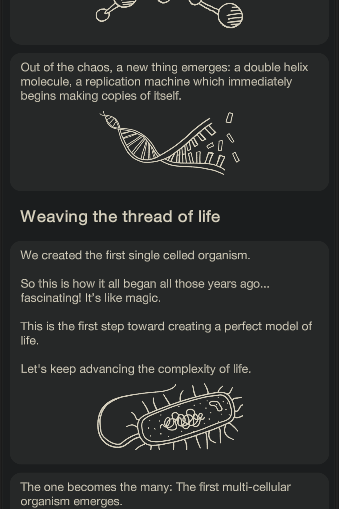 Out of the chaos, a new thing emerges: a double helix
molecule, a replication machine which immediately
begins making copies of itself.
Weaving the thread of life
We created the first single celled organism.
So this is how it all began all those years ago...
fascinating! It's like magic.
This is the first step toward creating a perfect model of
life.
Let's keep advancing the complexity of life.
The one becomes the many: The first multi-cellular
organism emerges.